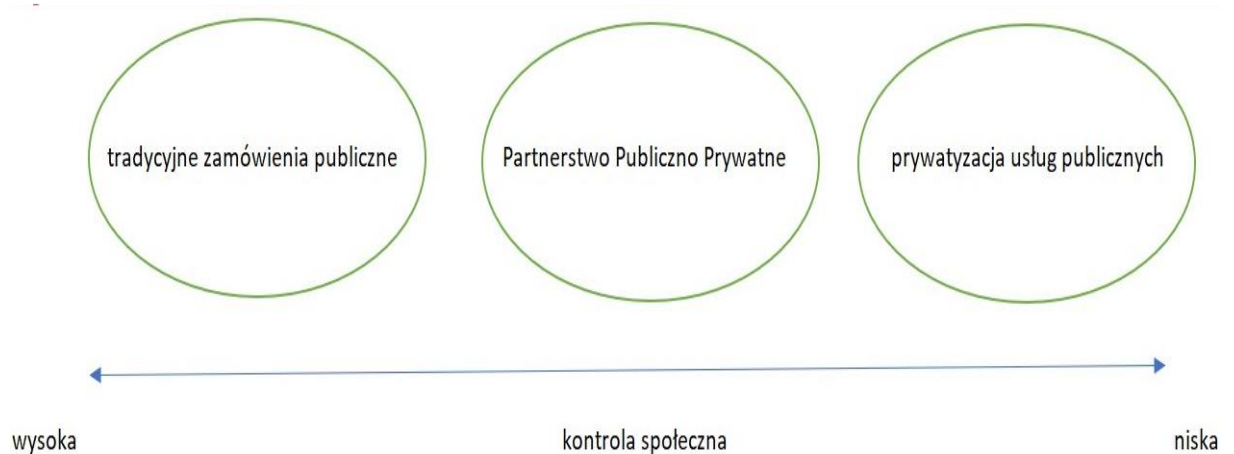 tradycyjne zamówienia publiczne
Partnerstwo Publiczno Prywatne
prywatyzacja usług publicznych
wysoka
kontrola społeczna
niska